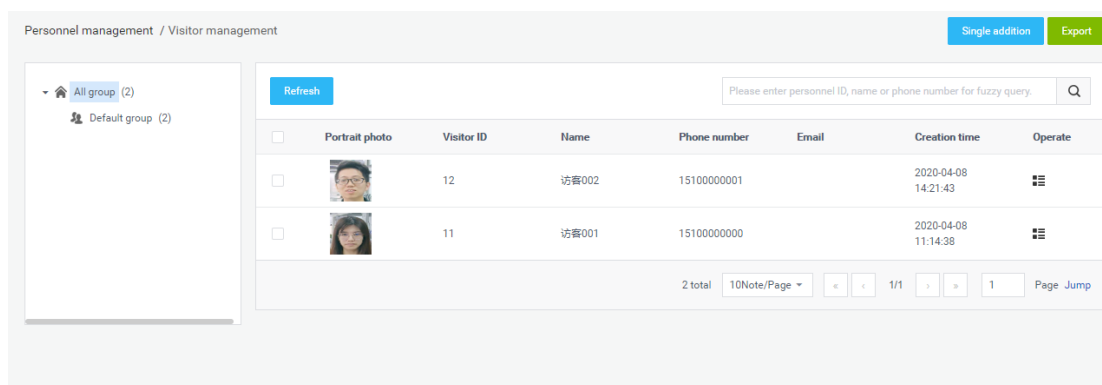 Personnel management / Visitor management
Single addition
Export
All group (2)
Default group (2)
Refresh
Please enter personnel ID, name or phone number for fuzzy query.
Portrait photo Visitor ID Name Phone number Email Creation time Operate
12 访客002 15100000001 2020-04-08
14:21:43
11 访客001 15100000000 2020-04-08
11:14:38
2 total 10Note/Page « ‹ 1/1 › » 1 Page Jump